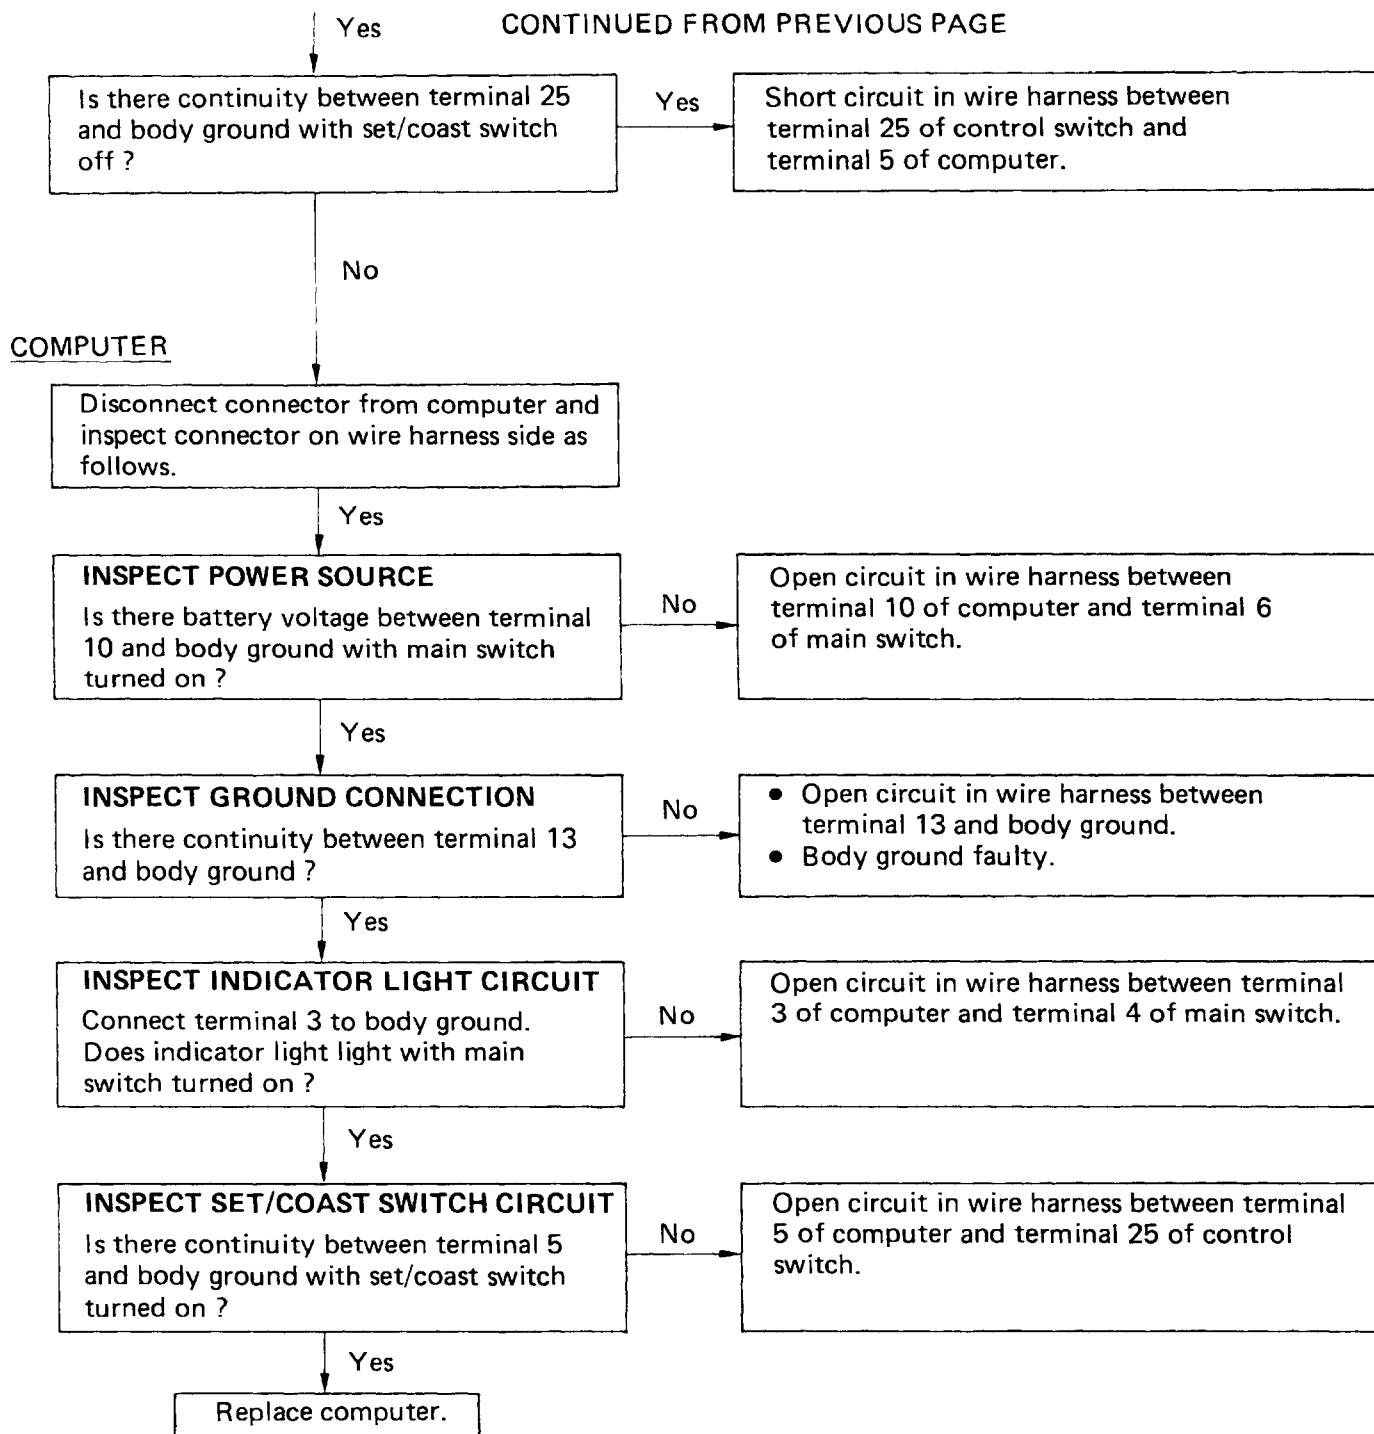 Yes
CONTINUED FROM PREVIOUS PAGE
Is there continuity between terminal 25
and body ground with set/coast switch
off ?
Yes
Short circuit in wire harness between
terminal 25 of control switch and
terminal 5 of computer.
No
COMPUTER
Disconnect connector from computer and
inspect connector on wire harness side as
follows.
Yes
INSPECT POWER SOURCE
Is there battery voltage between terminal
10 and body ground with main switch
turned on ?
No
Open circuit in wire harness between
terminal 10 of computer and terminal 6
of main switch.
Yes
INSPECT GROUND CONNECTION
Is there continuity between terminal 13
and body ground ?
No
• Open circuit in wire harness between
terminal 13 and body ground.
• Body ground faulty.
Yes
INSPECT INDICATOR LIGHT CIRCUIT
Connect terminal 3 to body ground.
Does indicator light light with main
switch turned on ?
No
Open circuit in wire harness between terminal
3 of computer and terminal 4 of main switch.
Yes
INSPECT SET/COAST SWITCH CIRCUIT
Is there continuity between terminal 5
and body ground with set/coast switch
turned on ?
No
Open circuit in wire harness between terminal
5 of computer and terminal 25 of control
switch.
Yes
Replace computer.